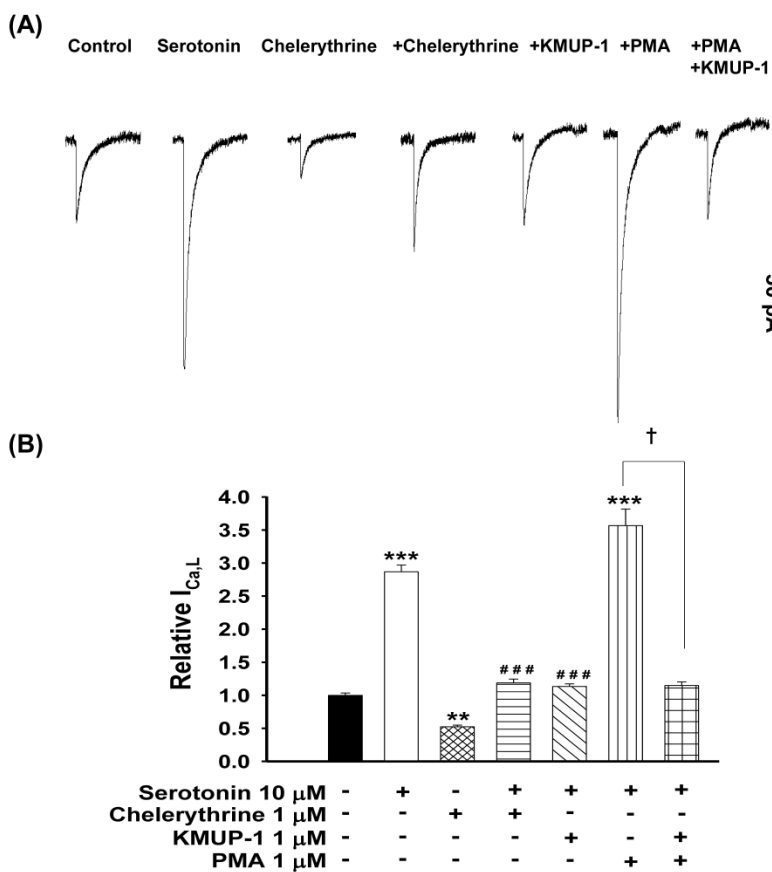 (A)
Control Serotonin Chelerythrine +Chelerythrine +KMUP-1 +PMA +PMA
+KMUP-1
(B)
†
4.0
3.5
3.0
2.5
2.0
1.5
1.0
0.5
0.0
Relative I_Ca,L
*** ** ### ### ***
Serotonin 10 μM - + - + + + +
Chelerythrine 1 μM - - + + - - -
KMUP-1 1 μM - - - - + - +
PMA 1 μM - - - - - + +